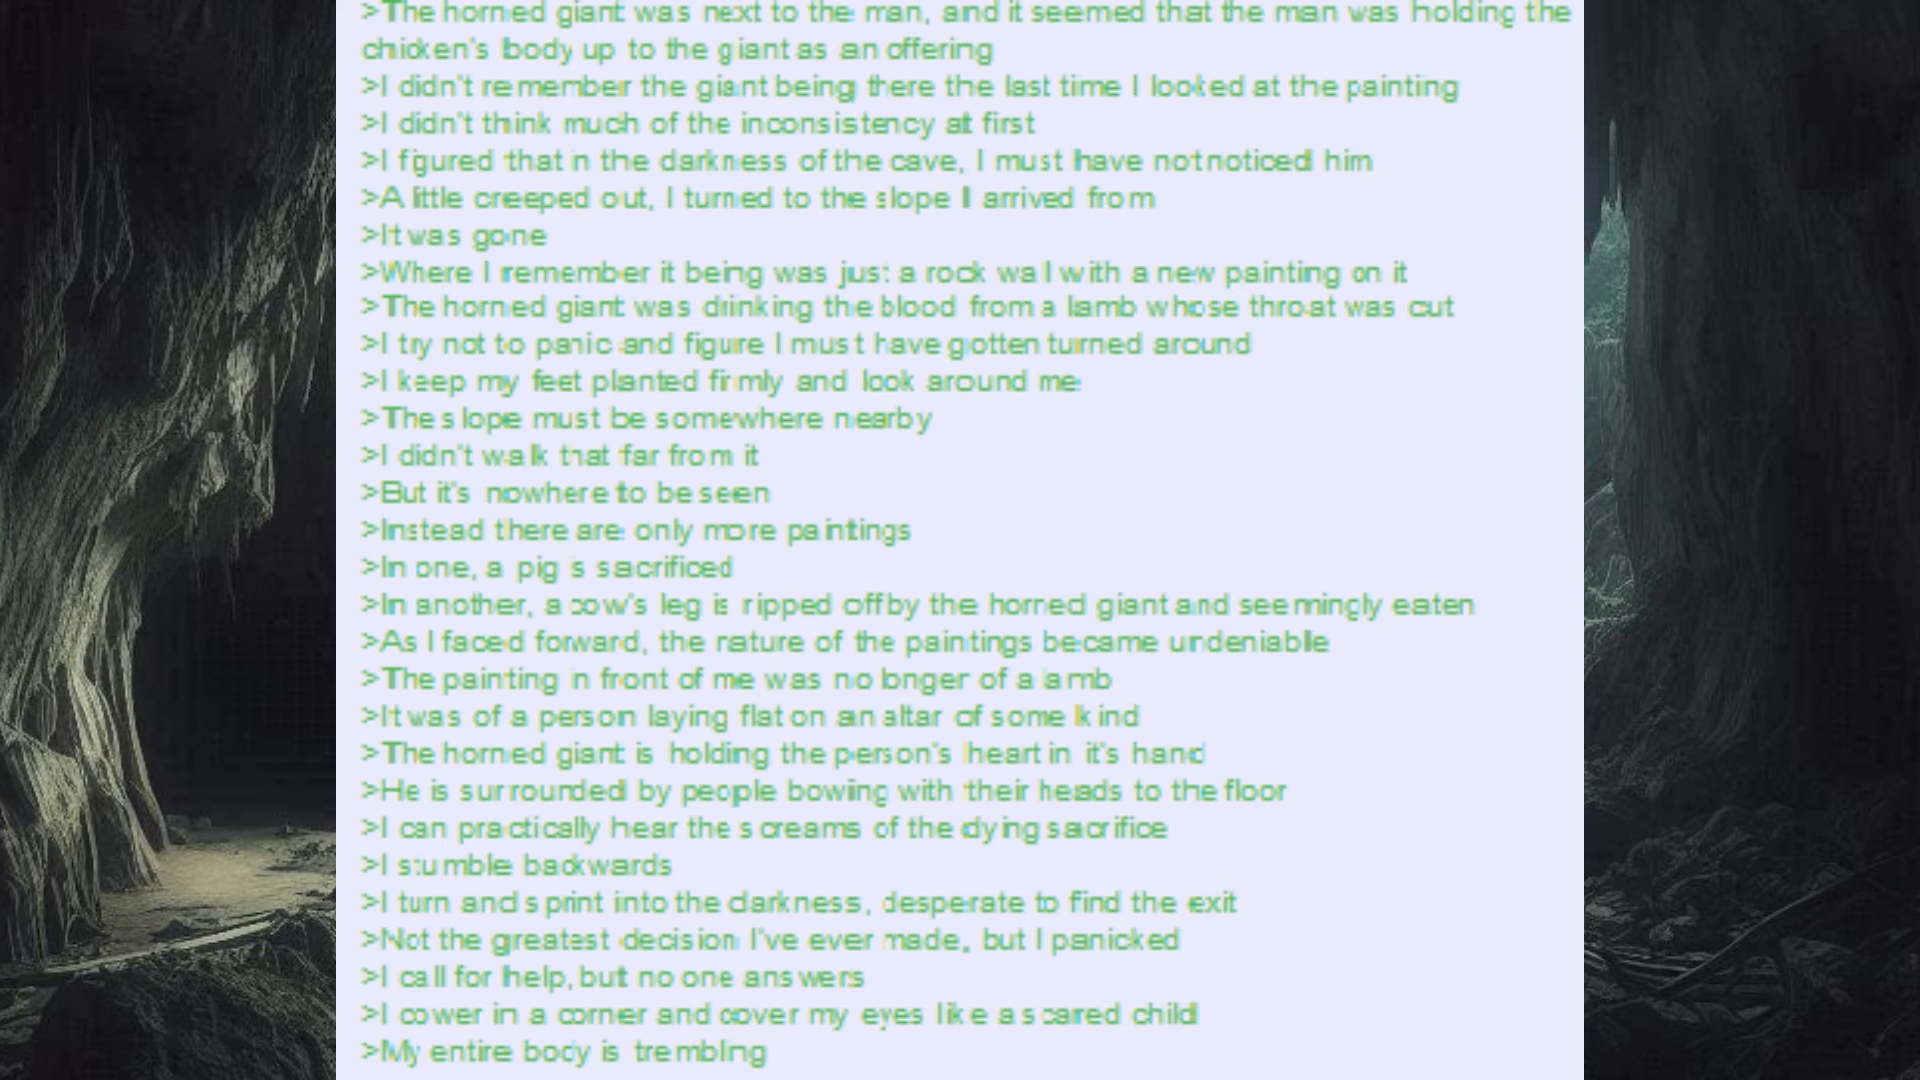 >The horned giant was next to the man, and it seemed that the man was holding the
chicken's body up to the giant as an offering
>I didn't remember the giant being there the last time I looked at the painting
>I didn't think much of the inconsistency at first
>I figured that in the darkness of the cave, I must have not noticed him
>A little creeped out, I turned to the slope I arrived from
>It was gone
>Where I remember it being was just a rock wall with a new painting on it
>The horned giant was drinking the blood from a lamb whose throat was cut
>I try not to panic and figure I must have gotten turned around
>I keep my feet planted firmly and look around me
>The slope must be somewhere nearby
>I didn't walk that far from it
>But it's nowhere to be seen
>Instead there are only more paintings
>In one, a pig is sacrificed
>In another, a cow's leg is ripped off by the horned giant and seemingly eaten
>As I faced forward, the nature of the paintings became undeniable
>The painting in front of me was no longer of a lamb
>It was of a person laying flat on an altar of some kind
>The horned giant is holding the person's heart in it's hand
>He is surrounded by people bowing with their heads to the floor
>I can practically hear the screams of the dying sacrifice
>I stumble backwards
>I turn and sprint into the darkness, desperate to find the exit
>Not the greatest decision I've ever made, but I panicked
>I call for help, but no one answers
>I cower in a corner and cover my eyes like a scared child
>My entire body is trembling